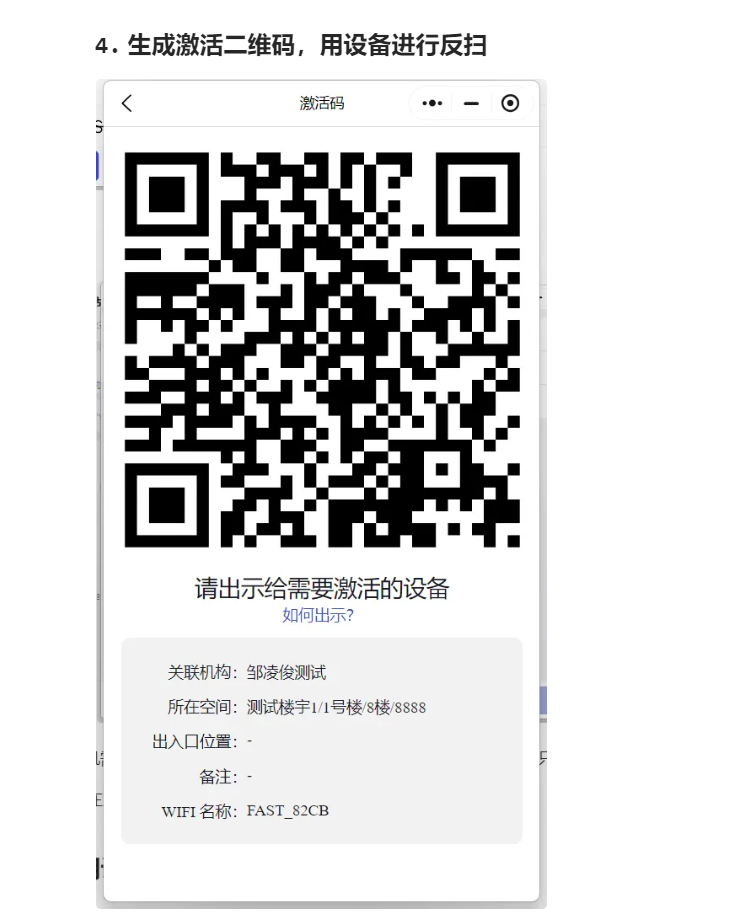 4. 生成激活二维码，用设备进行反扫
激活码
请出示给需要激活的设备
如何出示?
关联机构：邹凌俊测试
所在空间：测试楼宇1/1号楼/8楼/8888
出入口位置：-
备注：-
WIFI 名称：FAST_82CB